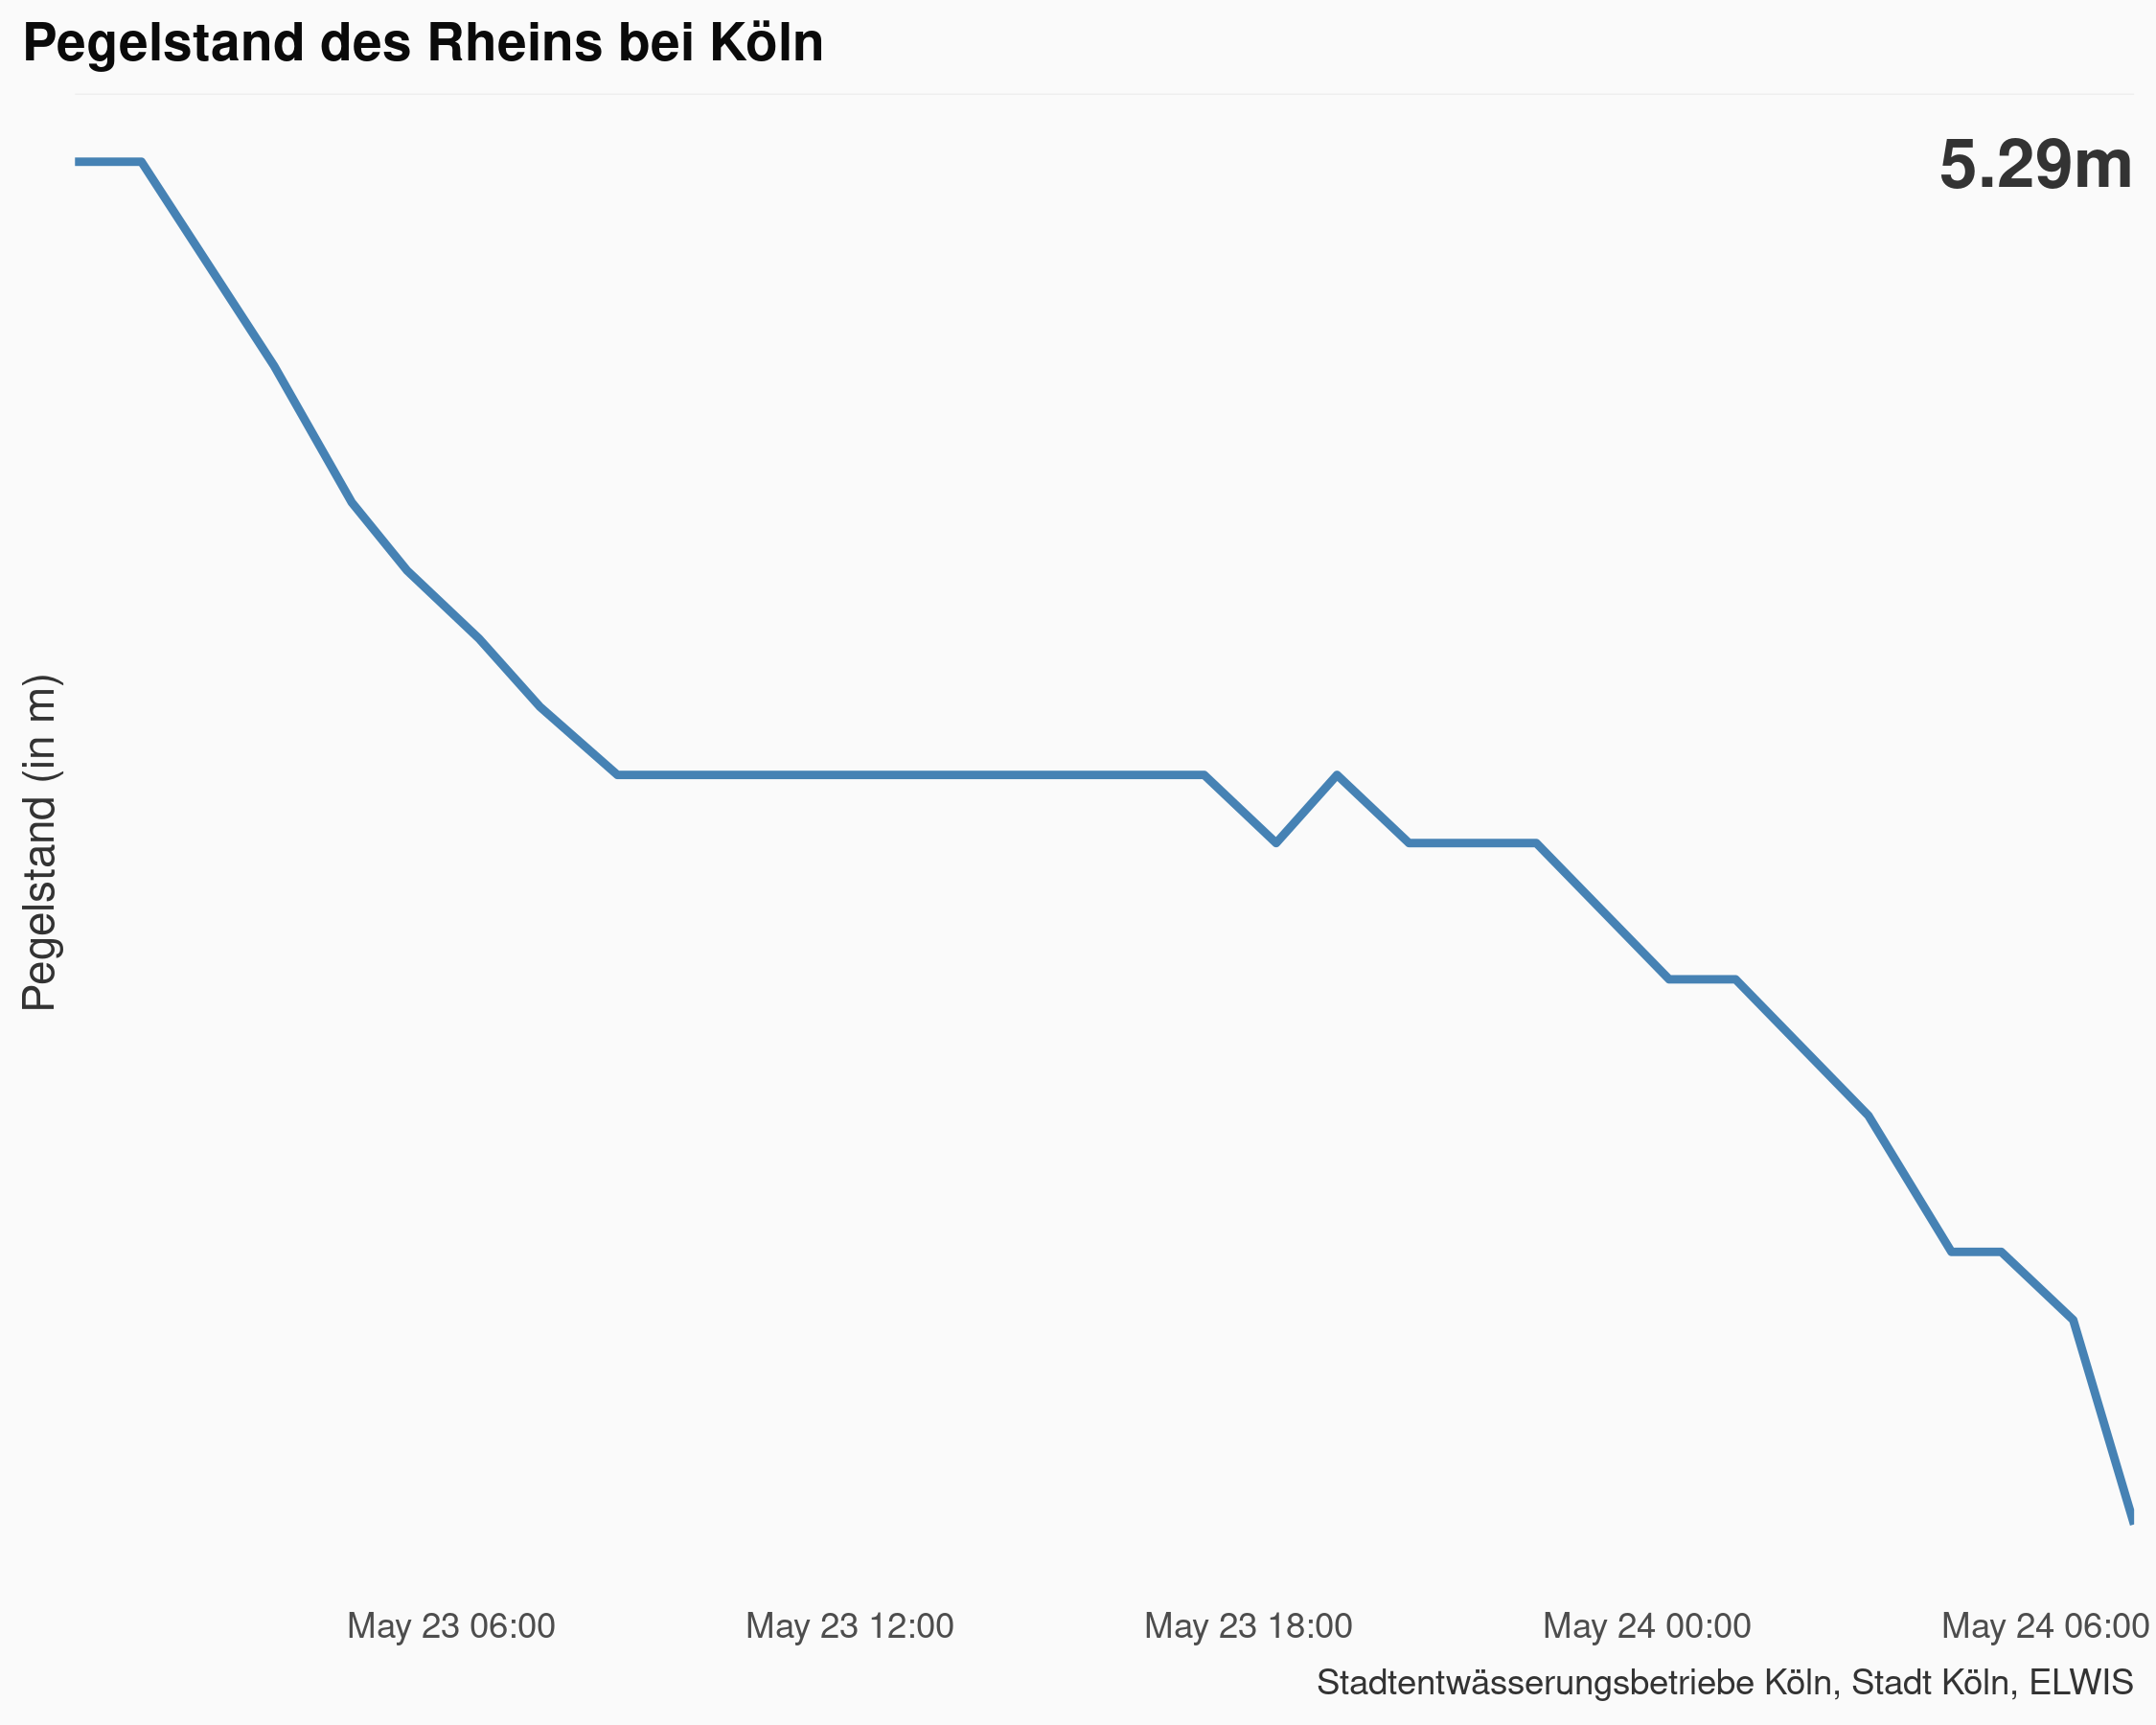 Pegelstand des Rheins bei Köln
5.29m
Pegelstand (in m)
May 23 06:00 May 23 12:00 May 23 18:00 May 24 00:00 May 24 06:00
Stadtentwässerungsbetriebe Köln, Stadt Köln, ELWIS